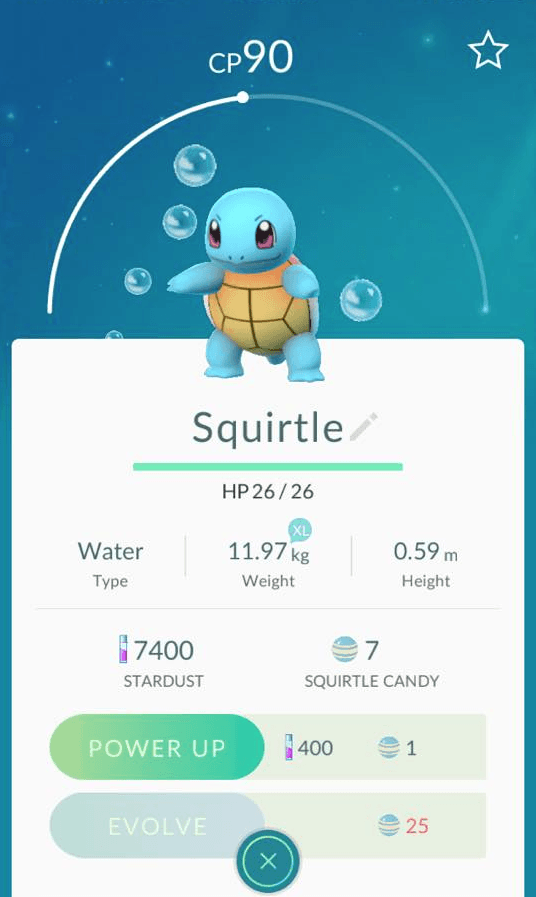 CP90
Squirtle
HP 26 / 26
XL
Water 11.97 kg 0.59 m
Type Weight Height
7400 7
STARDUST SQUIRTLE CANDY
POWER UP 400 1
EVOLVE 25